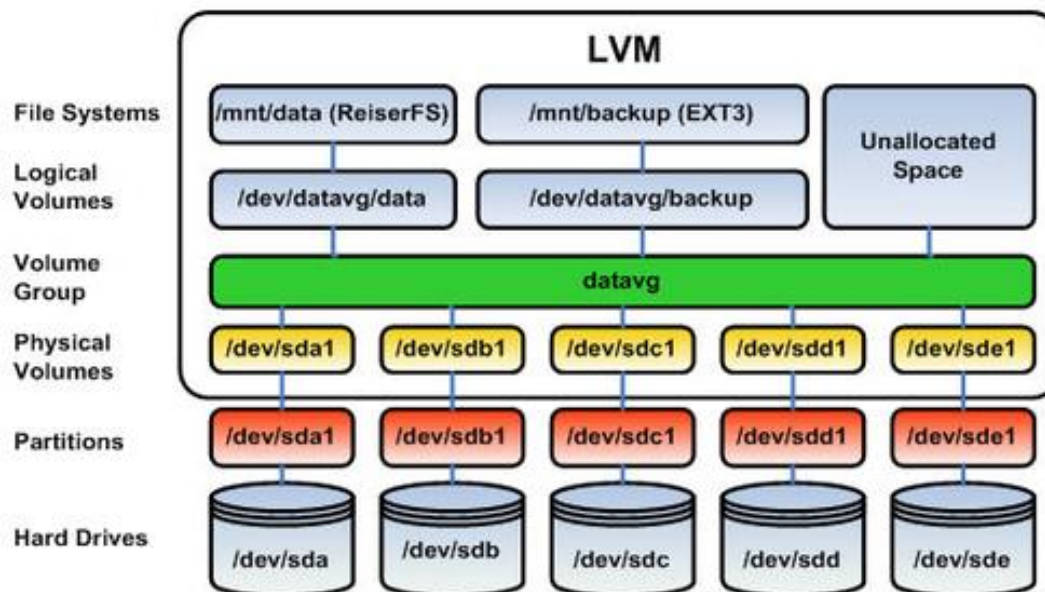 LVM
File Systems
/mnt/data (ReiserFS)
/mnt/backup (EXT3)
Unallocated
Space
Logical
Volumes
/dev/datavg/data
/dev/datavg/backup
Volume
Group
datavg
Physical
Volumes
/dev/sda1
/dev/sdb1
/dev/sdc1
/dev/sdd1
/dev/sde1
Partitions
/dev/sda1
/dev/sdb1
/dev/sdc1
/dev/sdd1
/dev/sde1
Hard Drives
/dev/sda
/dev/sdb
/dev/sdc
/dev/sdd
/dev/sde